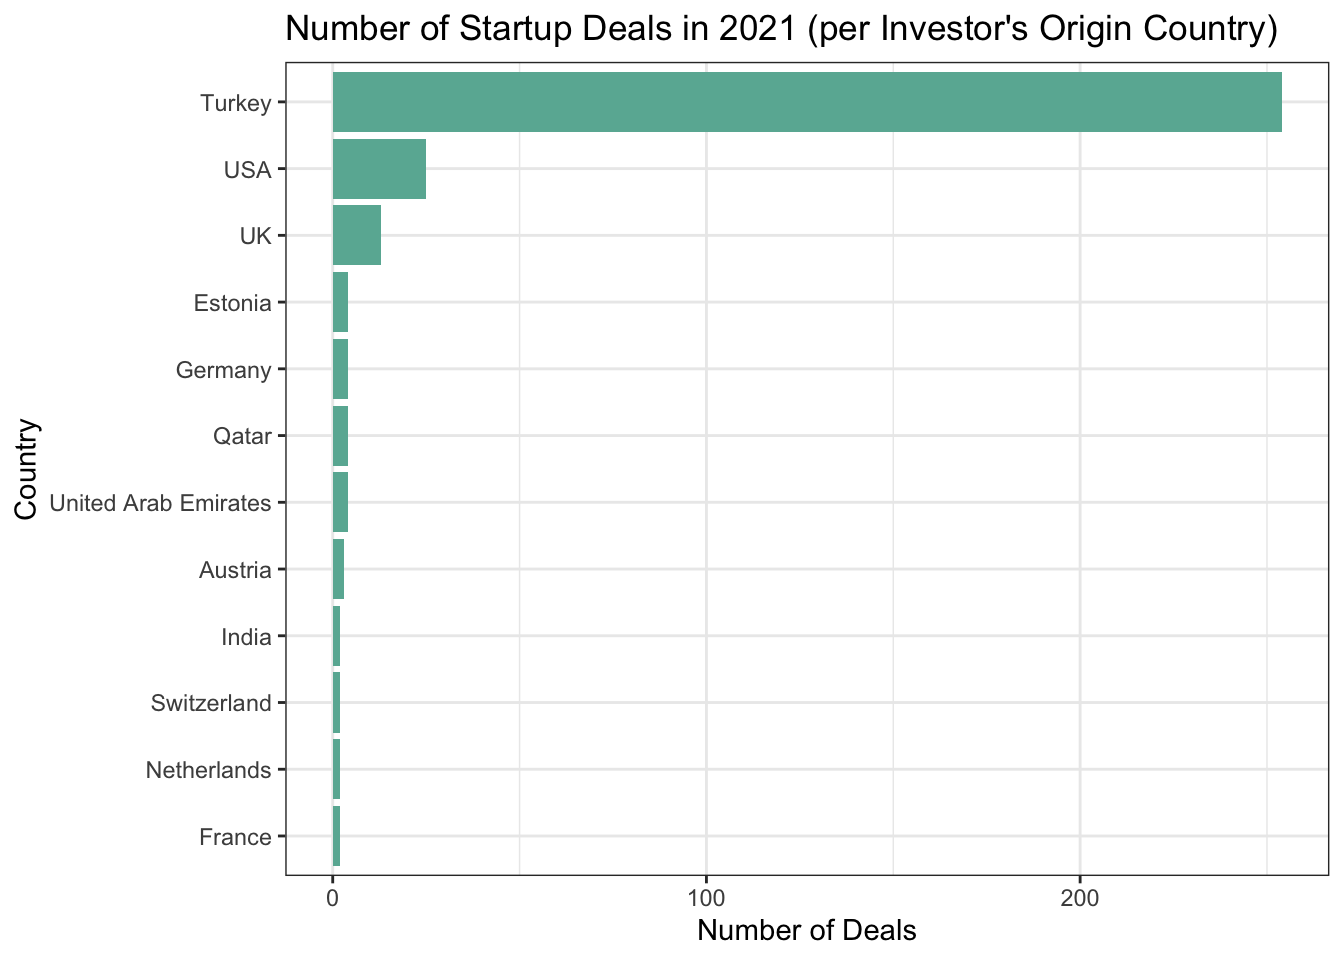 Number of Startup Deals in 2021 (per Investor's Origin Country)
Turkey
USA
UK
Estonia
Germany
Qatar
United Arab Emirates
Austria
India
Switzerland
Netherlands
France
Country
0 100 200
Number of Deals